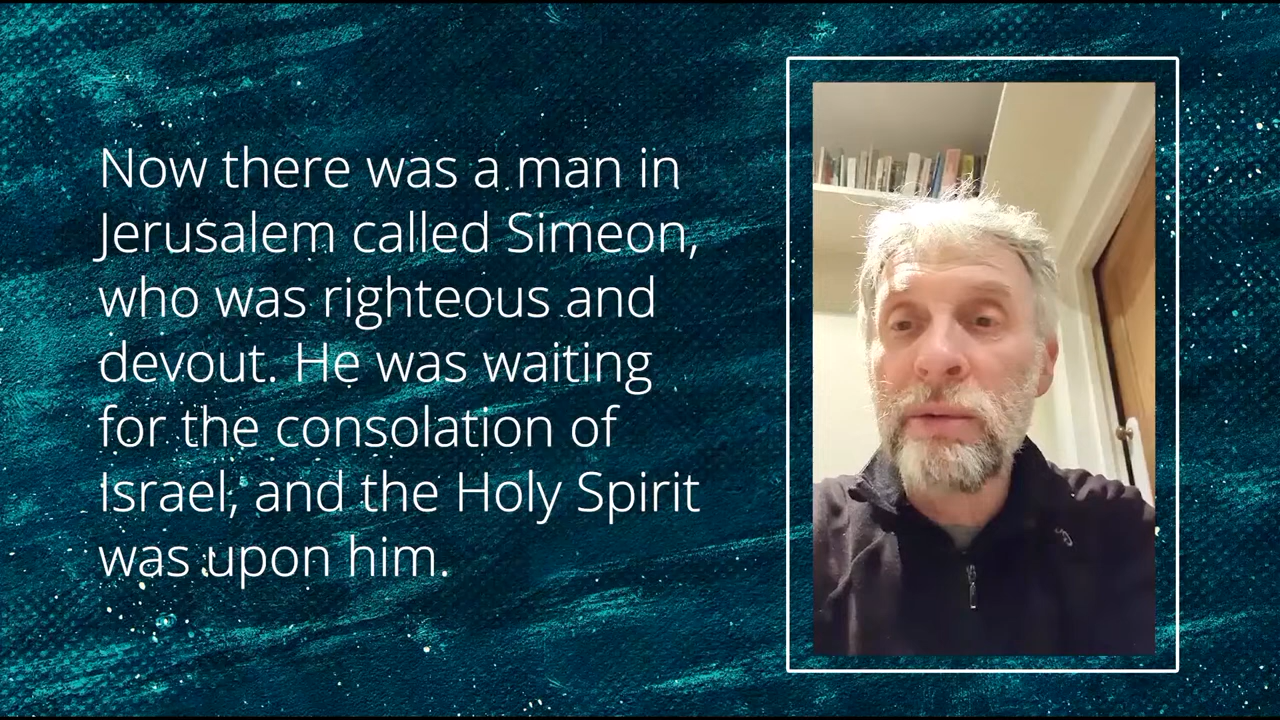 Now there was a man in
Jerusalem called Simeon,
who was righteous and
devout. He was waiting
for the consolation of
Israel, and the Holy Spirit
was upon him.